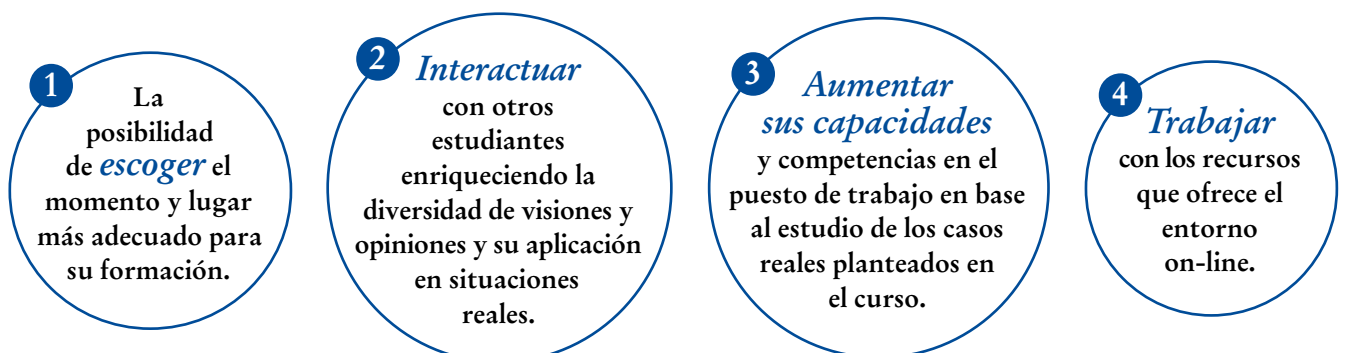 1
La
posibilidad
de escoger el
momento y lugar
más adecuado para
su formación.
2
Interactuar
con otros
estudiantes
enriqueciendo la
diversidad de visiones y
opiniones y su aplicación
en situaciones
reales.
3
Aumentar
sus capacidades
y competencias en el
puesto de trabajo en base
al estudio de los casos
reales planteados en
el curso.
4
Trabajar
con los recursos
que ofrece el
entorno
on-line.